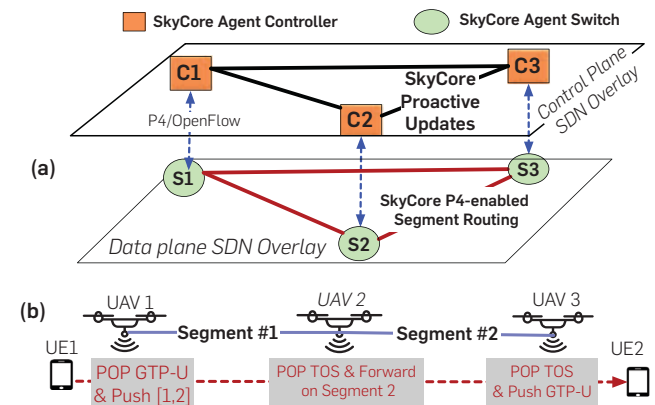 SkyCore Agent Controller
SkyCore Agent Switch
C1
C3
SkyCore
Proactive
Updates
C2
Control Plane
SDN Overlay
P4/OpenFlow
(a)
S1
S3
SkyCore P4-enabled
Segment Routing
S2
Data plane SDN Overlay
(b)
UAV 1
UAV 2
UAV 3
Segment #1
Segment #2
UE1
UE2
POP GTP-U
& Push [1,2]
POP TOS & Forward
on Segment 2
POP TOS
& Push GTP-U